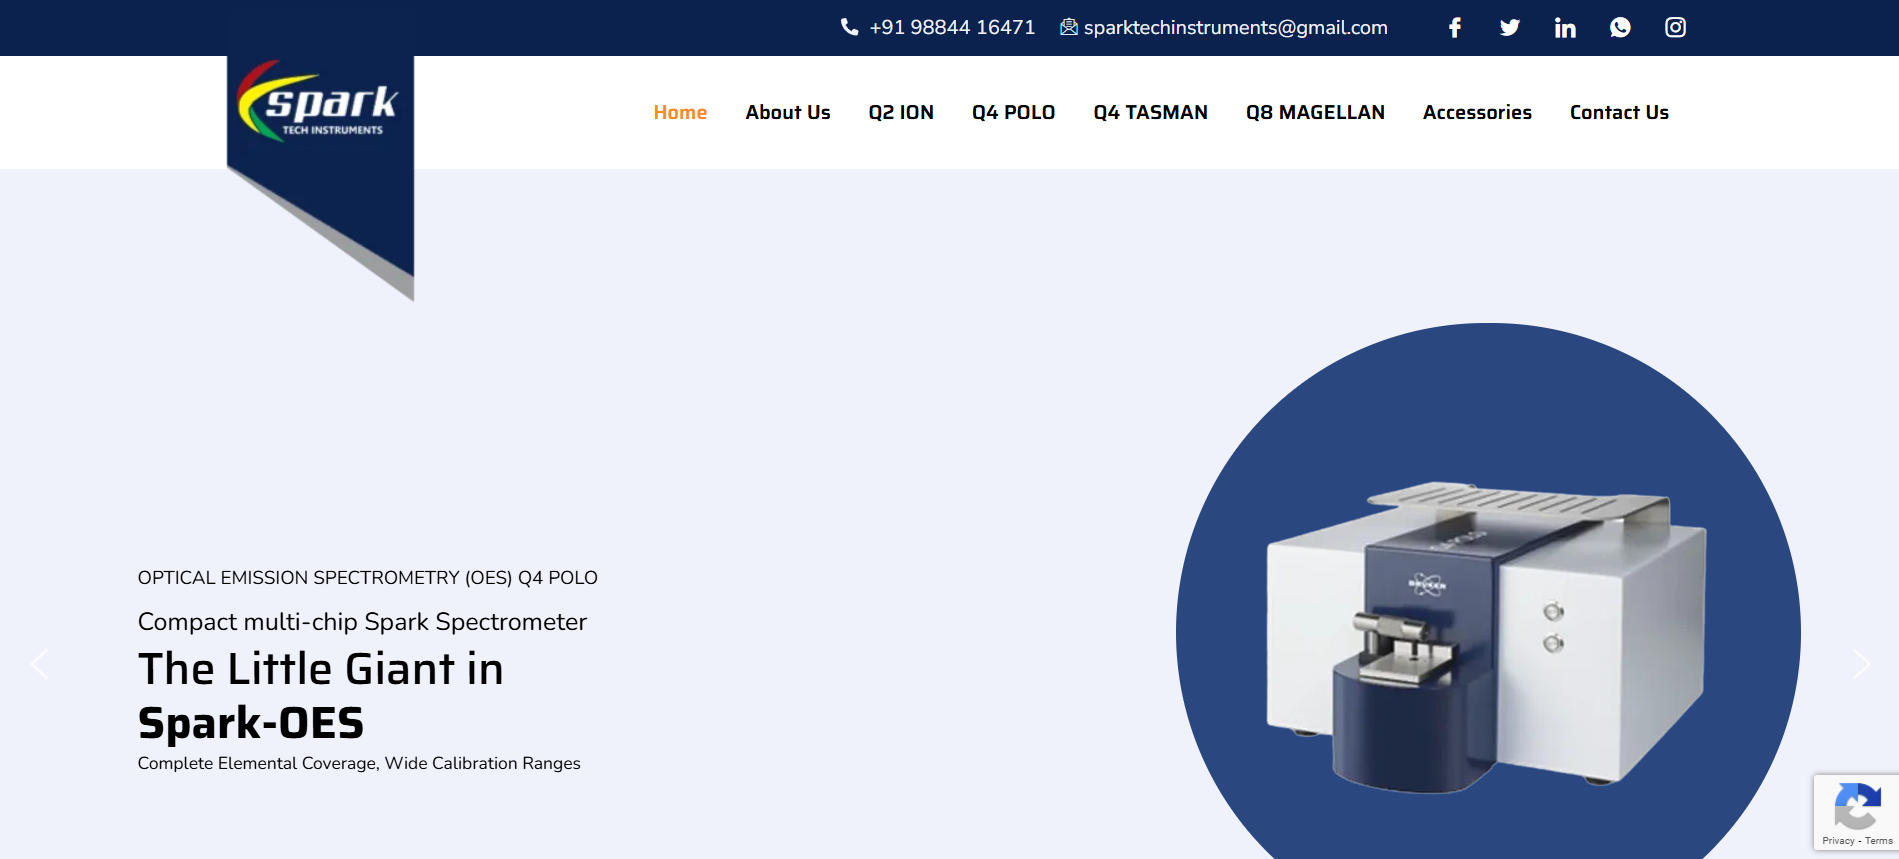 +91 98844 16471 sparktechinstruments@gmail.com
spark
TECH INSTRUMENTS
Home About Us Q2 ION Q4 POLO Q4 TASMAN Q8 MAGELLAN Accessories Contact Us
OPTICAL EMISSION SPECTROMETRY (OES) Q4 POLO
Compact multi-chip Spark Spectrometer
The Little Giant in
Spark-OES
Complete Elemental Coverage, Wide Calibration Ranges
BRUKER
Privacy - Terms